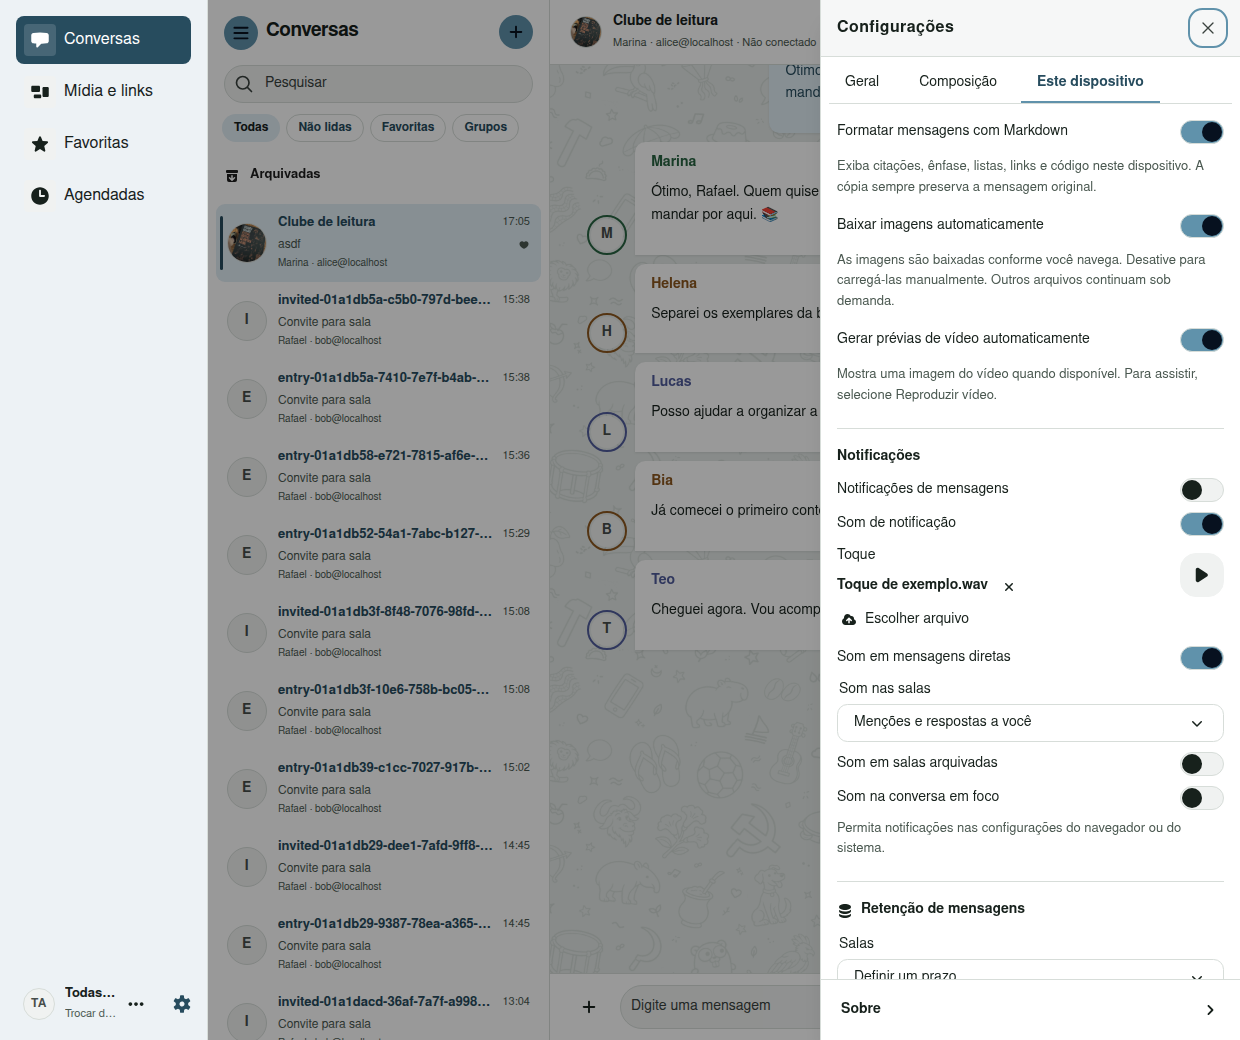 Conversas
Mídia e links
Favoritas
Agendadas
TA
Todas...
Trocar d...
Conversas
Pesquisar
Todas
Não lidas
Favoritas
Grupos
Arquivadas
Clube de leitura
17:05
asdf
Marina · alice@localhost
I
invited-01a1db5a-c5b0-797d-bee...
15:38
Convite para sala
Rafael · bob@localhost
E
entry-01a1db5a-7410-7e7f-b4ab-...
15:38
Convite para sala
Rafael · bob@localhost
E
entry-01a1db58-e721-7815-af6e-...
15:36
Convite para sala
Rafael · bob@localhost
E
entry-01a1db52-54a1-7abc-b127-...
15:29
Convite para sala
Rafael · bob@localhost
I
invited-01a1db3f-8f48-7076-98fd-...
15:08
Convite para sala
Rafael · bob@localhost
E
entry-01a1db3f-10e6-758b-bc05-...
15:08
Convite para sala
Rafael · bob@localhost
E
entry-01a1db39-c1cc-7027-917b-...
15:02
Convite para sala
Rafael · bob@localhost
I
invited-01a1db29-dee1-7afd-9ff8-...
14:45
Convite para sala
Rafael · bob@localhost
E
entry-01a1db29-9387-78ea-a365-...
14:45
Convite para sala
Rafael · bob@localhost
I
invited-01a1dacd-36af-7a7f-a998...
13:04
Convite para sala
Clube de leitura
Marina · alice@localhost · Não conectado
Ótimo
mand
Marina
Ótimo, Rafael. Quem quise
mandar por aqui. 📚
M
Helena
Separei os exemplares da b
H
Lucas
Posso ajudar a organizar a
L
Bia
Já comecei o primeiro conto
B
Teo
Cheguei agora. Vou acomp
T
Digite uma mensagem
Configurações
Geral
Composição
Este dispositivo
Formatar mensagens com Markdown
Exiba citações, ênfase, listas, links e código neste dispositivo. A
cópia sempre preserva a mensagem original.
Baixar imagens automaticamente
As imagens são baixadas conforme você navega. Desative para
carregá-las manualmente. Outros arquivos continuam sob
demanda.
Gerar prévias de vídeo automaticamente
Mostra uma imagem do vídeo quando disponível. Para assistir,
selecione Reproduzir vídeo.
Notificações
Notificações de mensagens
Som de notificação
Toque
Toque de exemplo.wav
Escolher arquivo
Som em mensagens diretas
Som nas salas
Menções e respostas a você
Som em salas arquivadas
Som na conversa em foco
Permita notificações nas configurações do navegador ou do
sistema.
Retenção de mensagens
Salas
Definir um prazo
Sobre